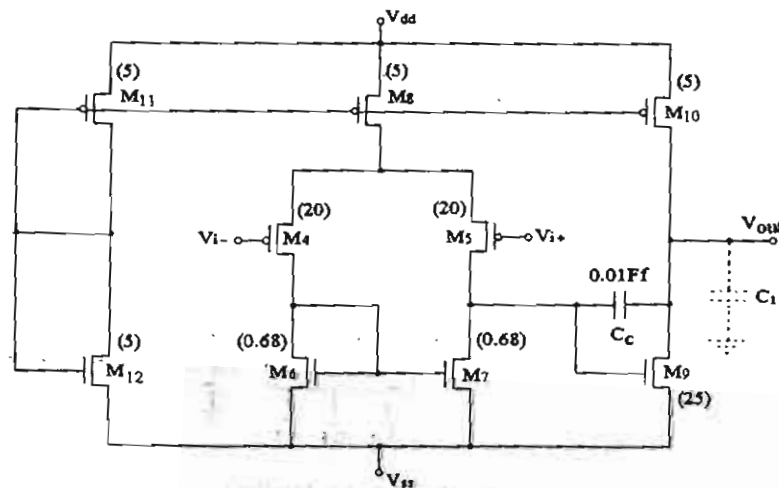 Vdd
(5) (5) (5)
M11 M8 M10
(20) (20)
Vi- M4 M5 Vi+
Vout
0.01Ff
C1
Cc
(5) (0.68) (0.68)
M12 M6 M7 M9
(25)
Vss